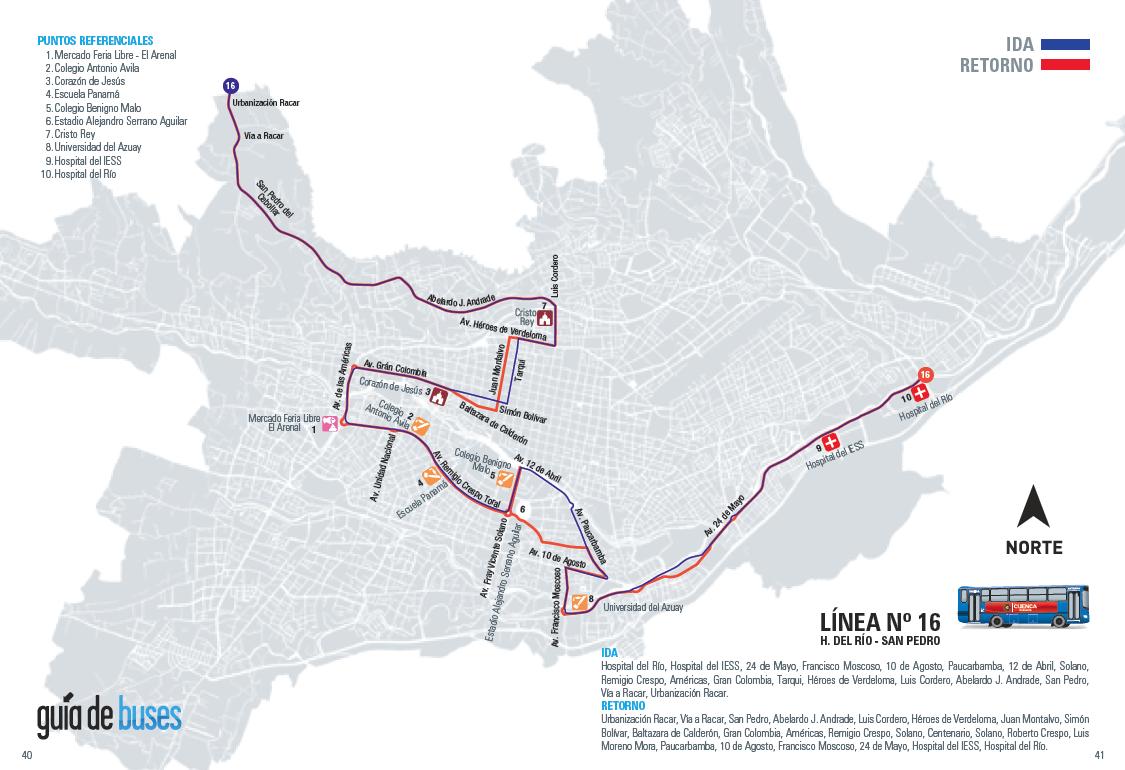 PUNTOS REFERENCIALES
1. Mercado Feria Libre - El Arenal
2. Colegio Antonio Avila
3. Corazón de Jesús
4. Escuela Panamá
5. Colegio Benigno Malo
6. Estadio Alejandro Serrano Aguilar
7. Cristo Rey
8. Universidad del Azuay
9. Hospital del IESS
10. Hospital del Río
IDA
RETORNO
16
Urbanización Racar
Vía a Racar
San Pedro del
Cebollar
Abelardo J. Andrade
Luis Cordero
7
Cristo
Rey
Av. Héroes de Verdeloma
Juan Montalvo
Tarqui
Av. de las Américas
Av. Grán Colombia
Corazón de Jesús 3
Simón Bolívar
Baltazara de Calderón
Colegio
Antonio Avila
2
Mercado Feria Libre
El Arenal
1
Av. Unidad Nacional
Av. Remigio Crespo Toral
4
Escuela Panamá
Colegio Benigno
Malo 5
Av. 12 de Abril
6
Av. Paucarbamba
Av. Fray Vicente Solano
Estadio Alejandro Serrano Aguilar
Av. 10 de Agosto
Av. Francisco Moscoso
8
Universidad del Azuay
Av. 24 de Mayo
9
Hospital del IESS
16
10
Hospital del Río
NORTE
CUENCA
LÍNEA Nº 16
H. DEL RÍO - SAN PEDRO
IDA
Hospital del Río, Hospital del IESS, 24 de Mayo, Francisco Moscoso, 10 de Agosto, Paucarbamba, 12 de Abril, Solano,
Remigio Crespo, Américas, Gran Colombia, Tarqui, Héroes de Verdeloma, Luis Cordero, Abelardo J. Andrade, San Pedro,
Vía a Racar, Urbanización Racar.
RETORNO
Urbanización Racar, Vía a Racar, San Pedro, Abelardo J. Andrade, Luis Cordero, Héroes de Verdeloma, Juan Montalvo, Simón
Bolívar, Baltazara de Calderón, Gran Colombia, Américas, Remigio Crespo, Solano, Centenario, Solano, Roberto Crespo, Luis
Moreno Mora, Paucarbamba, 10 de Agosto, Francisco Moscoso, 24 de Mayo, Hospital del IESS, Hospital del Río.
guía de buses
40
41